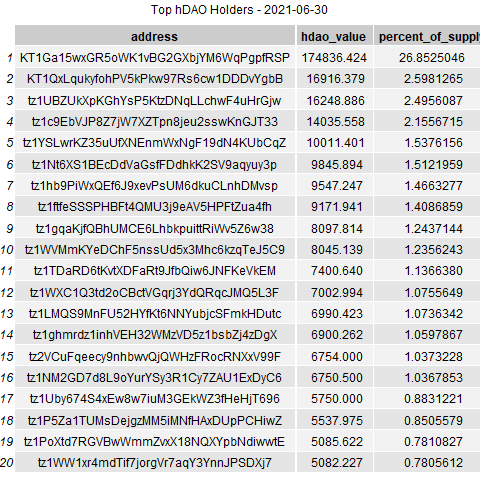 Top hDAO Holders - 2021-06-30
address hdao_value percent_of_supply
1 KT1Ga15wxGR5oWK1vBG2GXbjYM6WqPgpfRSP 174836.424 26.8525046
2 KT1QxLqukyfohPV5kPkw97Rs6cw1DDDvYgbB 16916.379 2.5981265
3 tz1UBZUkXpKGhYsP5KtzDNqLLchwF4uHrGjw 16248.886 2.4956087
4 tz1c9EbVJP8Z7jW7XZTpn8jeu2sswKnGJT33 14035.558 2.1556715
5 tz1YSLwrKZ35uUfXNEnmWxNgF19dN4KUbCqZ 10011.401 1.5376156
6 tz1Nt6XS1BEcDdVaGsfFDdhkK2SV9aqyuy3p 9845.894 1.5121959
7 tz1hb9PiWxQEf6J9xevPsUM6dkuCLnhDMvsp 9547.247 1.4663277
8 tz1ftfeSSSPHBFt4QMU3j9eAV5HPFtZua4fh 9171.941 1.4086859
9 tz1gqaKjfQBhUMCE6LhbkpuittRiWv5Z6w38 8097.814 1.2437144
10 tz1WVMmKYeDChF5nssUd5x3Mhc6kzqTeJ5C9 8045.139 1.2356243
11 tz1TDaRD6tKvtXDFaRt9JfbQiw6JNFKeVkEM 7400.640 1.1366380
12 tz1WXC1Q3td2oCBctVGqrj3YdQRqcJMQ5L3F 7002.994 1.0755649
13 tz1LMQS9MnFU52HYfKt6NNYubjcSFmkHDutc 6990.423 1.0736342
14 tz1ghmrdz1inhVEH32WMzVD5z1bsbZj4zDgX 6900.262 1.0597867
15 tz2VCuFqeecy9nhbwvQjQWHzFRocRNXxV99F 6754.000 1.0373228
16 tz1NM2GD7d8L9oYurYSy3R1Cy7ZAU1ExDyC6 6750.500 1.0367853
17 tz1Uby674S4xEw8w7iuM3GEkWZ3fHeHjT696 5750.000 0.8831221
18 tz1P5Za1TUMsDejgzMM5iMNfHAxDUpPCHiwZ 5537.975 0.8505579
19 tz1PoXtd7RGVBwWmmZvxX18NQXYpbNdiwwtE 5085.622 0.7810827
20 tz1WW1xr4mdTif7jorgVr7aqY3YnnJPSDXj7 5082.227 0.7805612